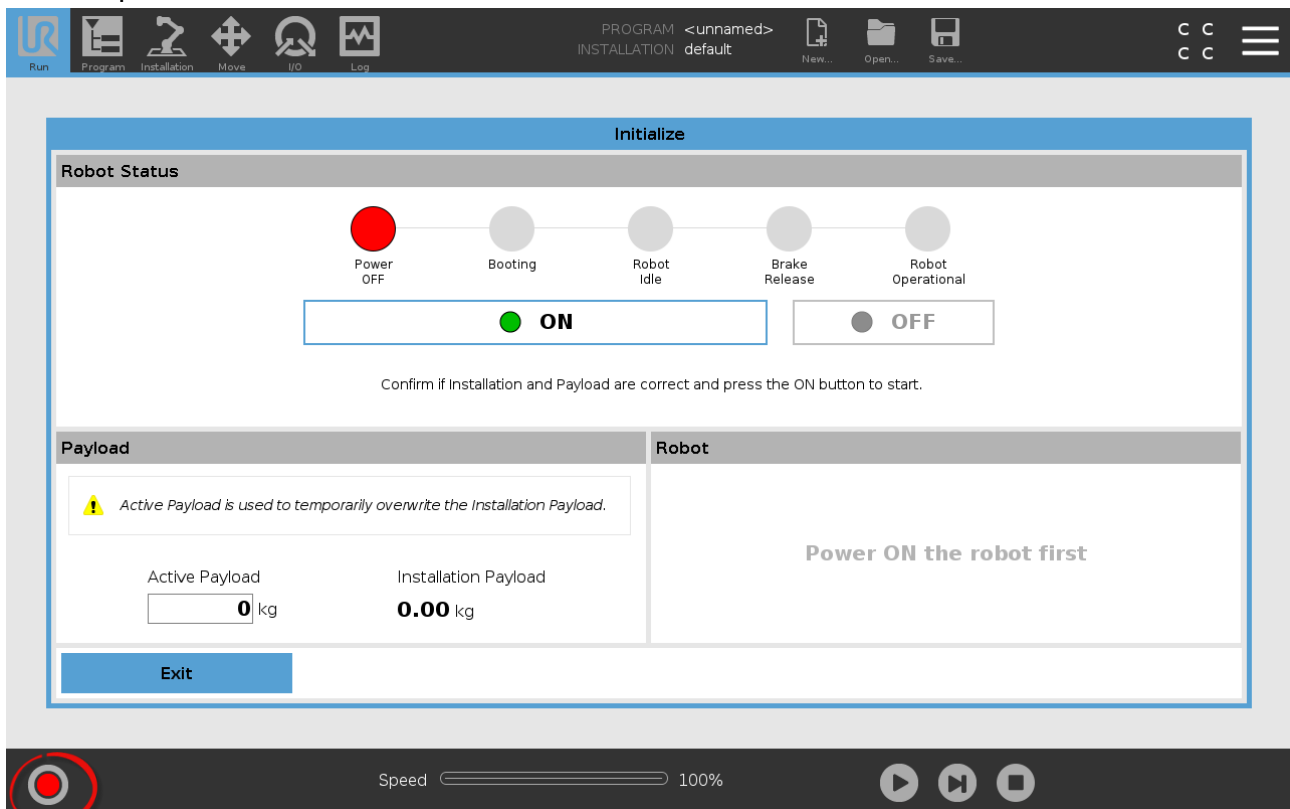 UR
Run Program Installation Move I/O Log
PROGRAM <unnamed>
INSTALLATION default
New... Open... Save...
C C
C C
Initialize
Robot Status
Power
OFF
Booting
Robot
Idle
Brake
Release
Robot
Operational
ON
OFF
Confirm if Installation and Payload are correct and press the ON button to start.
Payload
Robot
Active Payload is used to temporarily overwrite the Installation Payload.
Active Payload
Installation Payload
0 kg
0.00 kg
Power ON the robot first
Exit
Speed 100%